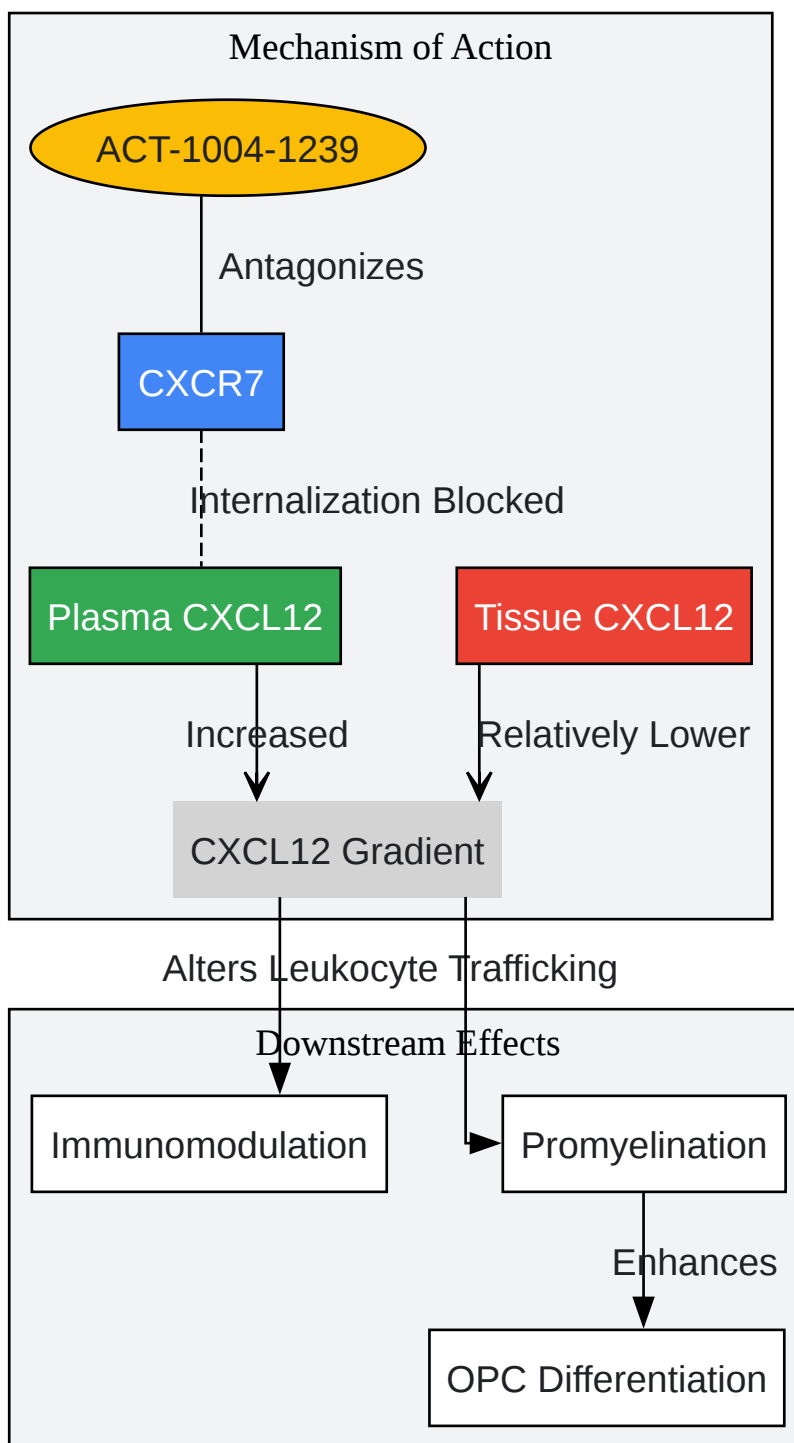 Mechanism of Action
ACT-1004-1239
Antagonizes
CXCR7
Internalization Blocked
Plasma CXCL12
Tissue CXCL12
Increased
Relatively Lower
CXCL12 Gradient
Alters Leukocyte Trafficking
Downstream Effects
Immunomodulation
Promyelination
Enhances
OPC Differentiation